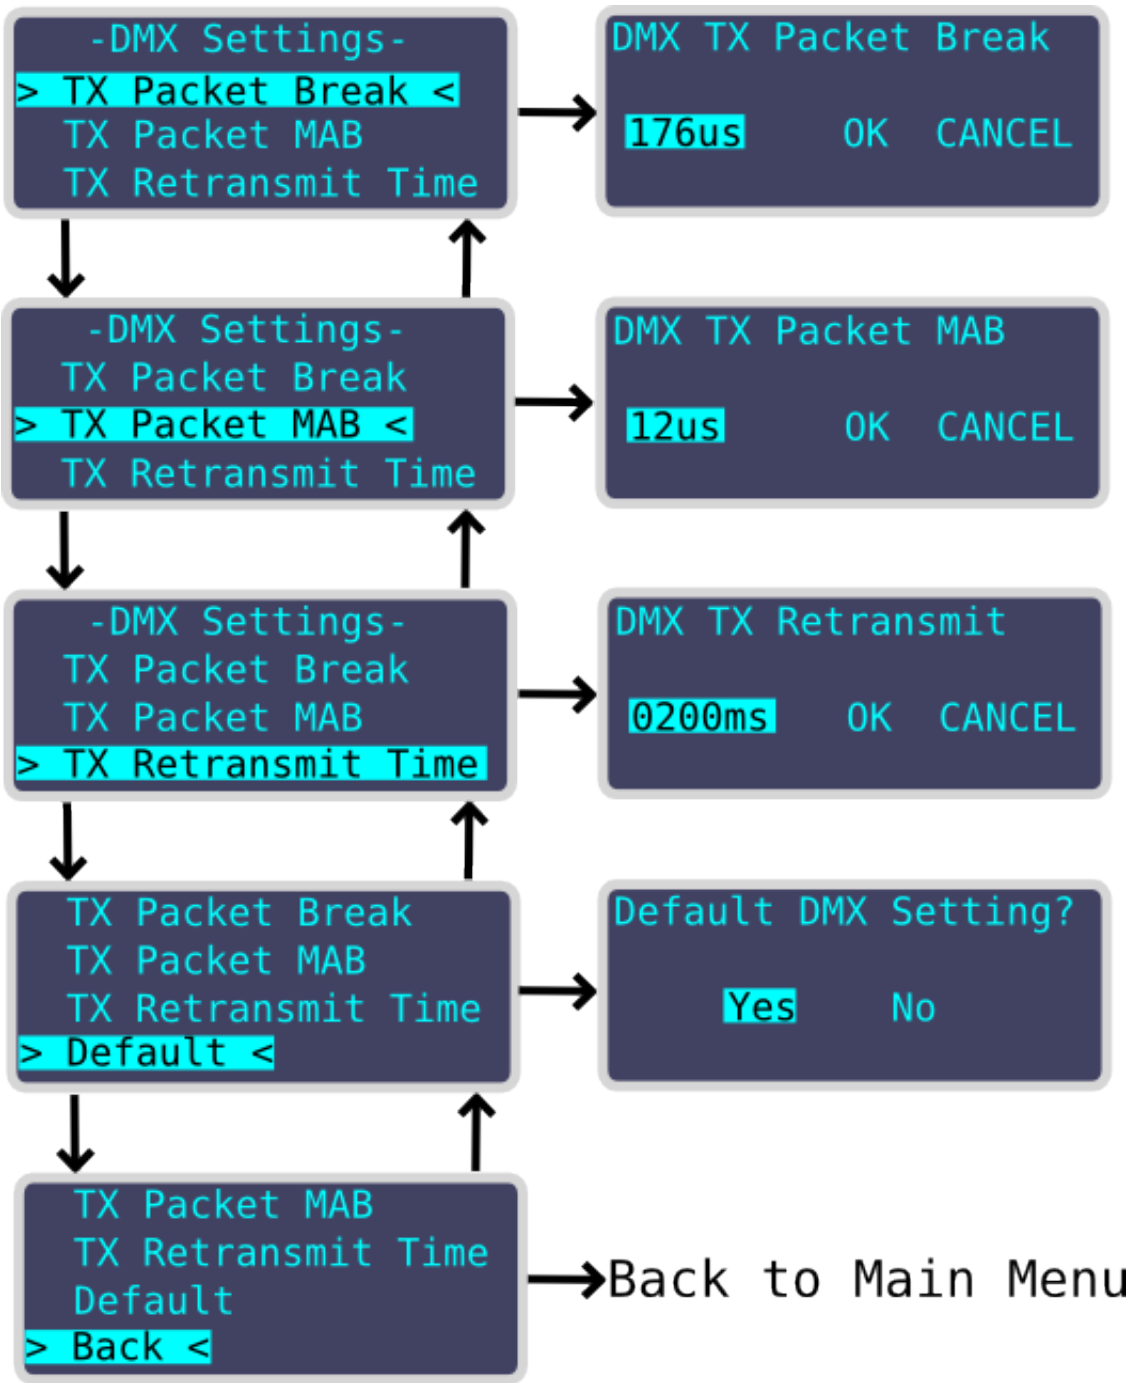 -DMX Settings-
> TX Packet Break <
TX Packet MAB
TX Retransmit Time
DMX TX Packet Break
176us OK CANCEL
-DMX Settings-
TX Packet Break
> TX Packet MAB <
TX Retransmit Time
DMX TX Packet MAB
12us OK CANCEL
-DMX Settings-
TX Packet Break
TX Packet MAB
> TX Retransmit Time
DMX TX Retransmit
0200ms OK CANCEL
TX Packet Break
TX Packet MAB
TX Retransmit Time
> Default <
Default DMX Setting?
Yes No
TX Packet MAB
TX Retransmit Time
Default
> Back <
Back to Main Menu